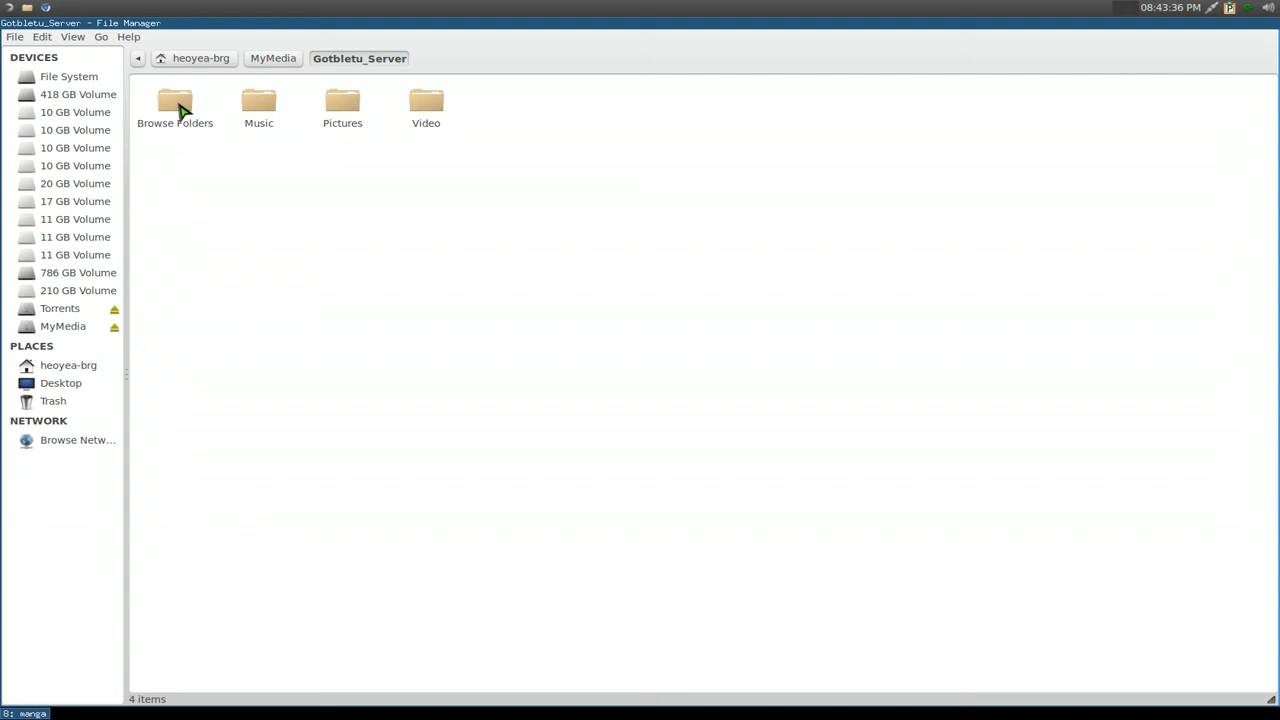 08:43:36 PM
Gotbletu_Server - File Manager
File Edit View Go Help
DEVICES
File System
418 GB Volume
10 GB Volume
10 GB Volume
10 GB Volume
10 GB Volume
20 GB Volume
17 GB Volume
11 GB Volume
11 GB Volume
11 GB Volume
786 GB Volume
210 GB Volume
Torrents
MyMedia
PLACES
heoyea-brg
Desktop
Trash
NETWORK
Browse Netw...
heoyea-brg MyMedia Gotbletu_Server
Browse Folders Music Pictures Video
4 items
8: manga